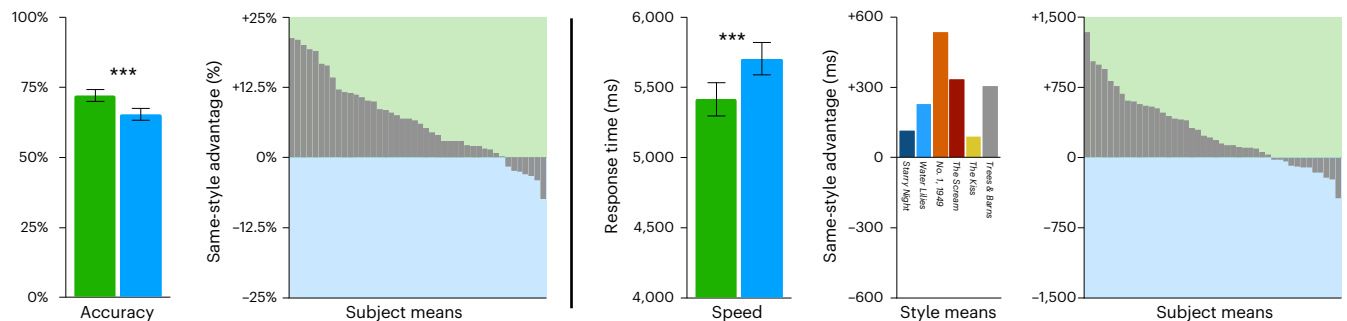 100%
75%
50%
25%
0%
***
Accuracy
Same-style advantage (%)
+25%
+12.5%
0%
−12.5%
−25%
Subject means
Response time (ms)
6,000
5,500
5,000
4,500
4,000
***
Speed
Same-style advantage (ms)
+600
+300
0
−300
−600
Starry Night
Water Lilies
No. 1, 1949
The Scream
The Kiss
Trees & Barns
Style means
+1,500
+750
0
−750
−1,500
Subject means